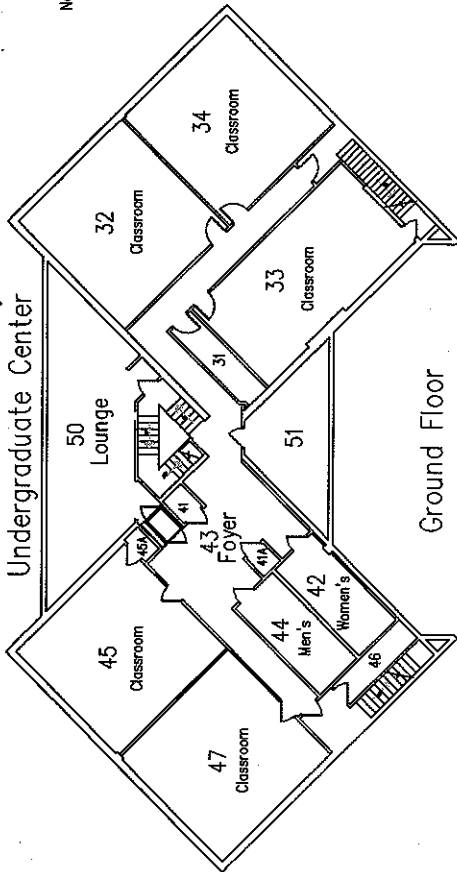 Undergraduate Center
50
Lounge
45
Classroom
32
Classroom
45A
41
34
Classroom
47
Classroom
43
Foyer
31
33
Classroom
41A
44
Men's
42
Women's
51
46
Ground Floor